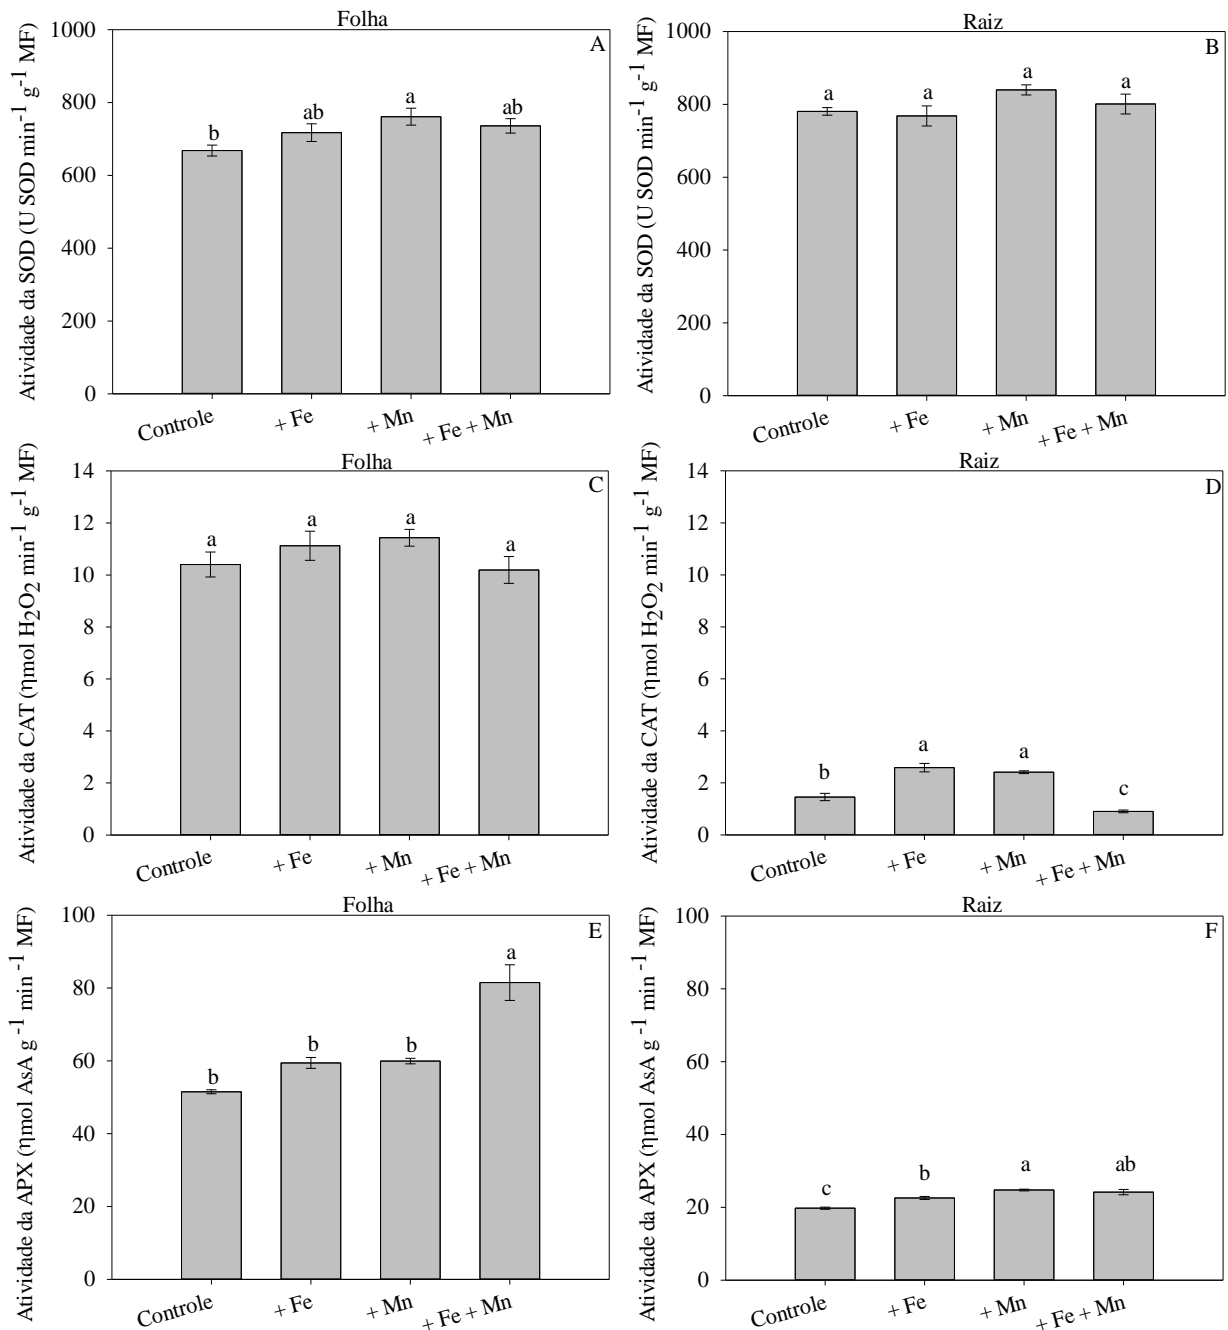 Folha
A
Atividade da SOD (U SOD min⁻¹ g⁻¹ MF)
1000
800
600
400
200
0
b
ab
a
ab
Controle
+ Fe
+ Mn
+ Fe + Mn
Raiz
B
Atividade da SOD (U SOD min⁻¹ g⁻¹ MF)
1000
800
600
400
200
0
a
a
a
a
Controle
+ Fe
+ Mn
+ Fe + Mn
Folha
C
Atividade da CAT (ηmol H₂O₂ min⁻¹ g⁻¹ MF)
14
12
10
8
6
4
2
0
a
a
a
a
Controle
+ Fe
+ Mn
+ Fe + Mn
Raiz
D
Atividade da CAT (ηmol H₂O₂ min⁻¹ g⁻¹ MF)
14
12
10
8
6
4
2
0
b
a
a
c
Controle
+ Fe
+ Mn
+ Fe + Mn
Folha
E
Atividade da APX (ηmol AsA g⁻¹ min⁻¹ MF)
100
80
60
40
20
0
b
b
b
a
Controle
+ Fe
+ Mn
+ Fe + Mn
Raiz
F
Atividade da APX (ηmol AsA g⁻¹ min⁻¹ MF)
100
80
60
40
20
0
c
b
a
ab
Controle
+ Fe
+ Mn
+ Fe + Mn